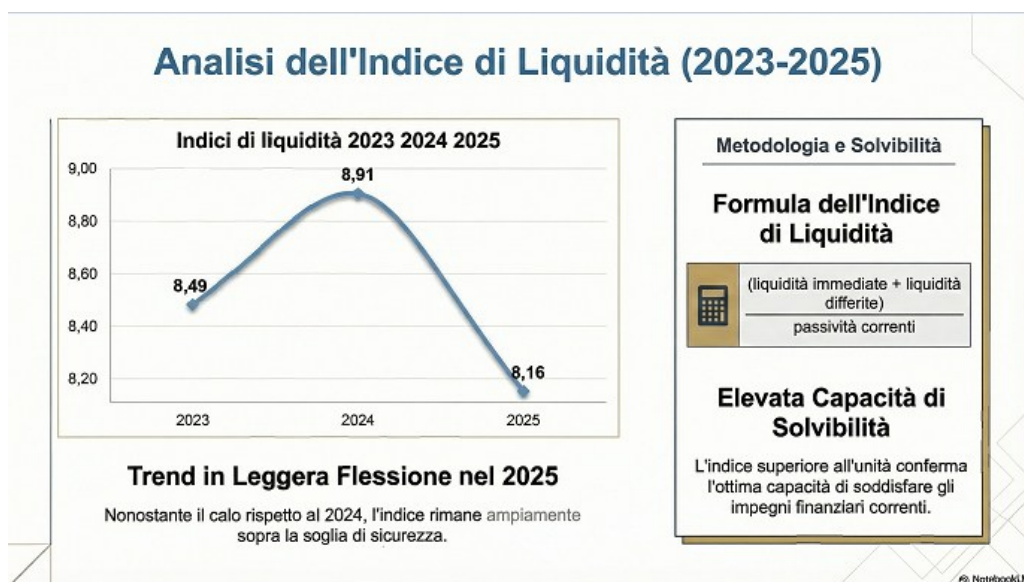 Analisi dell'Indice di Liquidità (2023-2025)
Indici di liquidità 2023 2024 2025
9,00
8,80
8,60
8,40
8,20
8,49
8,91
8,16
2023
2024
2025
Trend in Leggera Flessione nel 2025
Nonostante il calo rispetto al 2024, l'indice rimane ampiamente
sopra la soglia di sicurezza.
Metodologia e Solvibilità
Formula dell'Indice
di Liquidità
(liquidità immediate + liquidità
differite)
passività correnti
Elevata Capacità di
Solvibilità
L'indice superiore all'unità conferma
l'ottima capacità di soddisfare gli
impegni finanziari correnti.